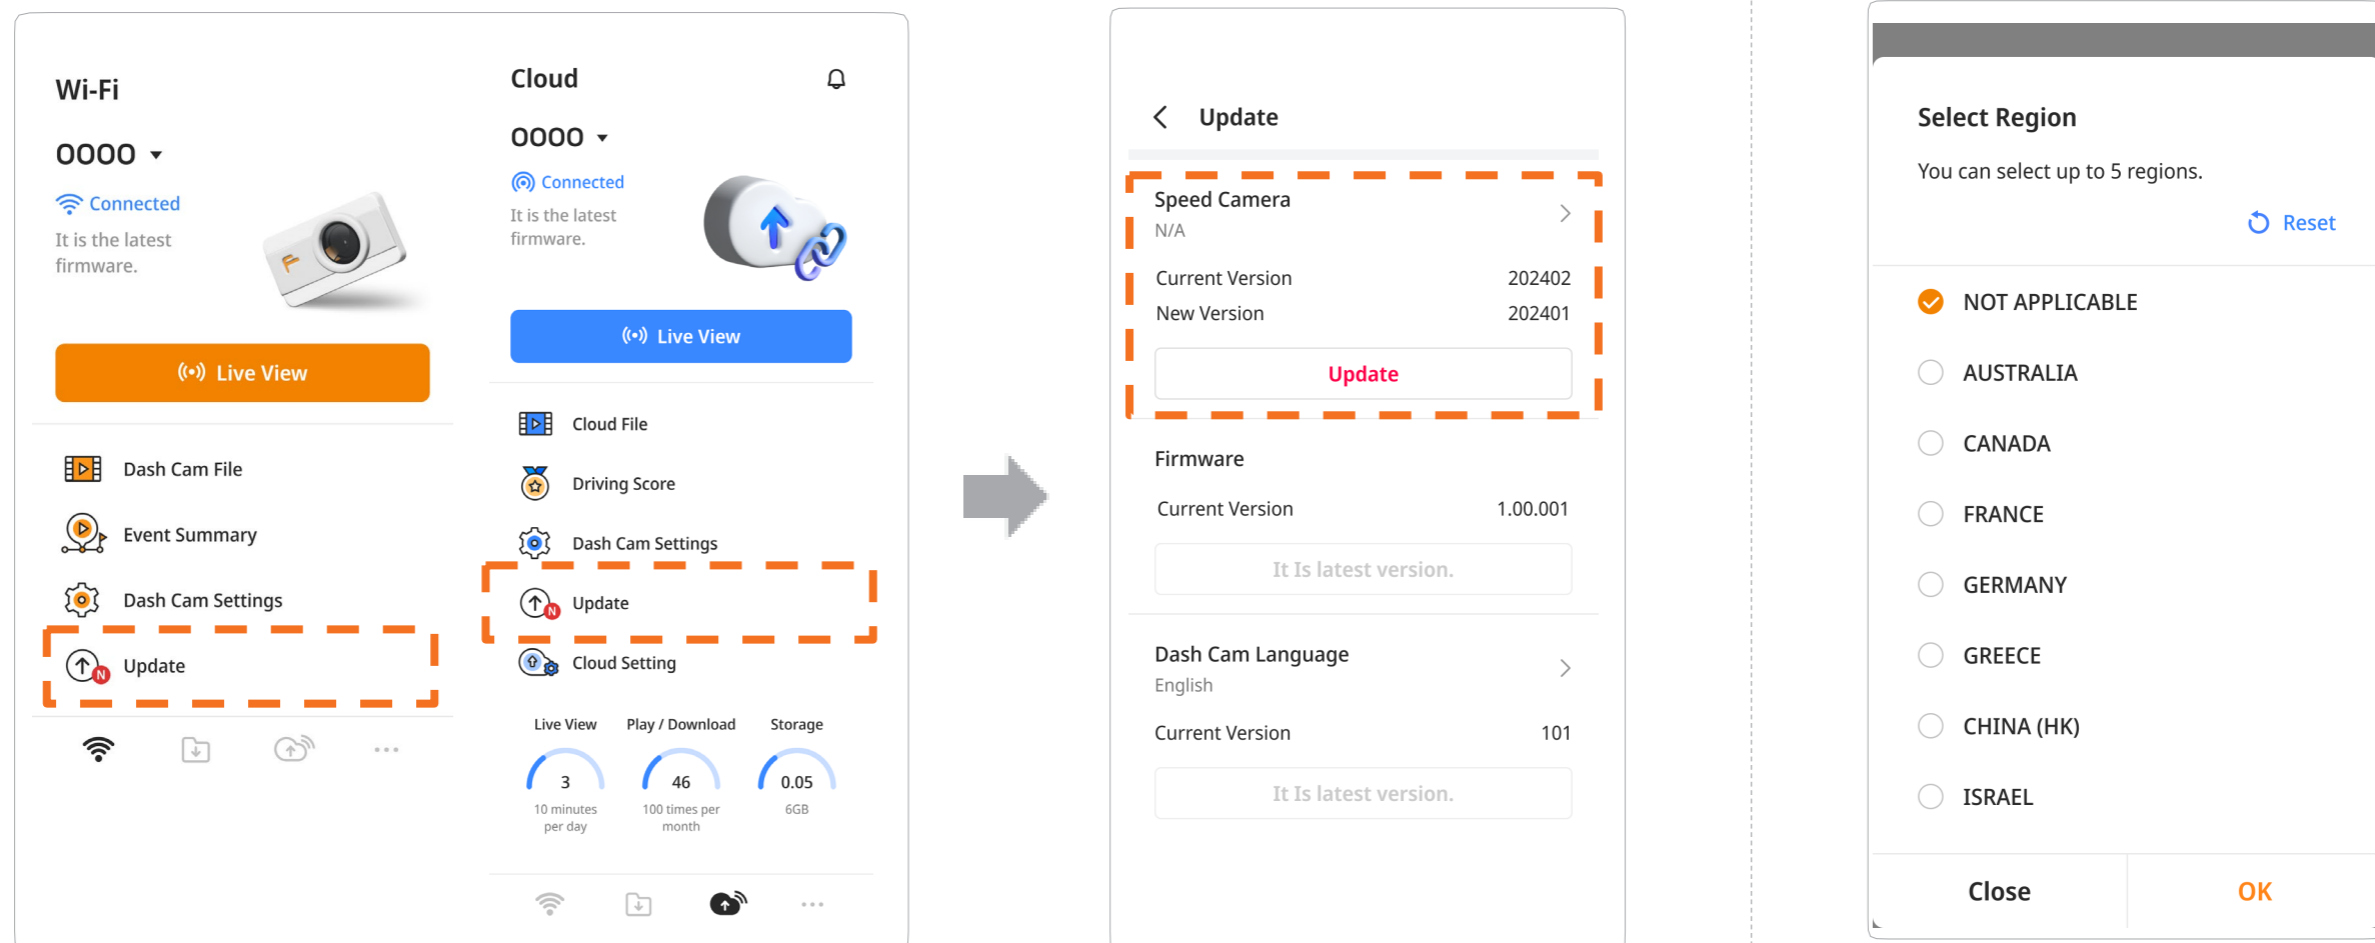 Wi-Fi
OOOO
Connected
It is the latest
firmware.
Live View
Dash Cam File
Event Summary
Dash Cam Settings
N
Update
Cloud
OOOO
Connected
It is the latest
firmware.
Live View
Cloud File
Driving Score
Dash Cam Settings
N
Update
Cloud Setting
Live View Play / Download Storage
3 46 0.05
10 minutes 100 times per 6GB
per day month
Update
Speed Camera
N/A
Current Version 202402
New Version 202401
Update
Firmware
Current Version 1.00.001
It Is latest version.
Dash Cam Language
English
Current Version 101
It Is latest version.
Select Region
You can select up to 5 regions.
Reset
NOT APPLICABLE
AUSTRALIA
CANADA
FRANCE
GERMANY
GREECE
CHINA (HK)
ISRAEL
Close OK